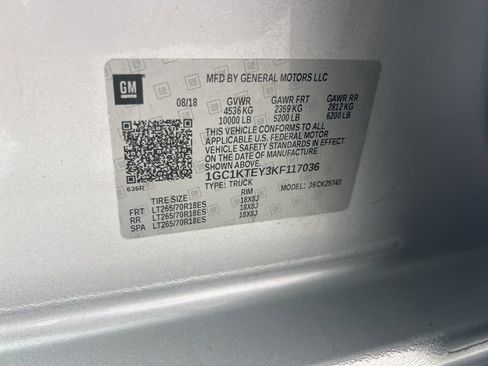 GM
MFD BY GENERAL MOTORS LLC
08/18 GVWR GAWR FRT GAWR RR
4536 KG 2359 KG 2812 KG
10000 LB 5200 LB 6200 LB
THIS VEHICLE CONFORMS TO ALL
APPLICABLE U.S. FEDERAL MOTOR
VEHICLE SAFETY STANDARDS IN EFFECT
ON THE DATE OF MANUFACTURE
SHOWN ABOVE.
1GC1KTEY3KF117036
636R
TYPE: TRUCK MODEL: 36CK25743
TIRE SIZE RIM
FRT LT265/70R18ES 18X8J
RR LT265/70R18ES 18X8J
SPA LT265/70R18ES 18X8J